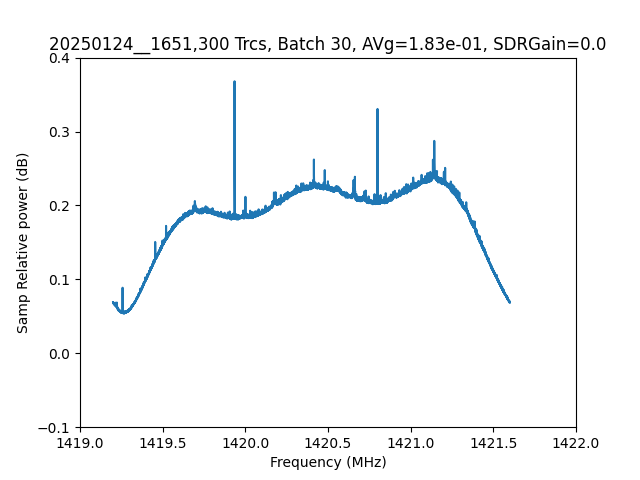 20250124__1651,300 Trcs, Batch 30, AVg=1.83e-01, SDRGain=0.0
0.4
0.3
0.2
0.1
0.0
−0.1
Samp Relative power (dB)
1419.0 1419.5 1420.0 1420.5 1421.0 1421.5 1422.0
Frequency (MHz)